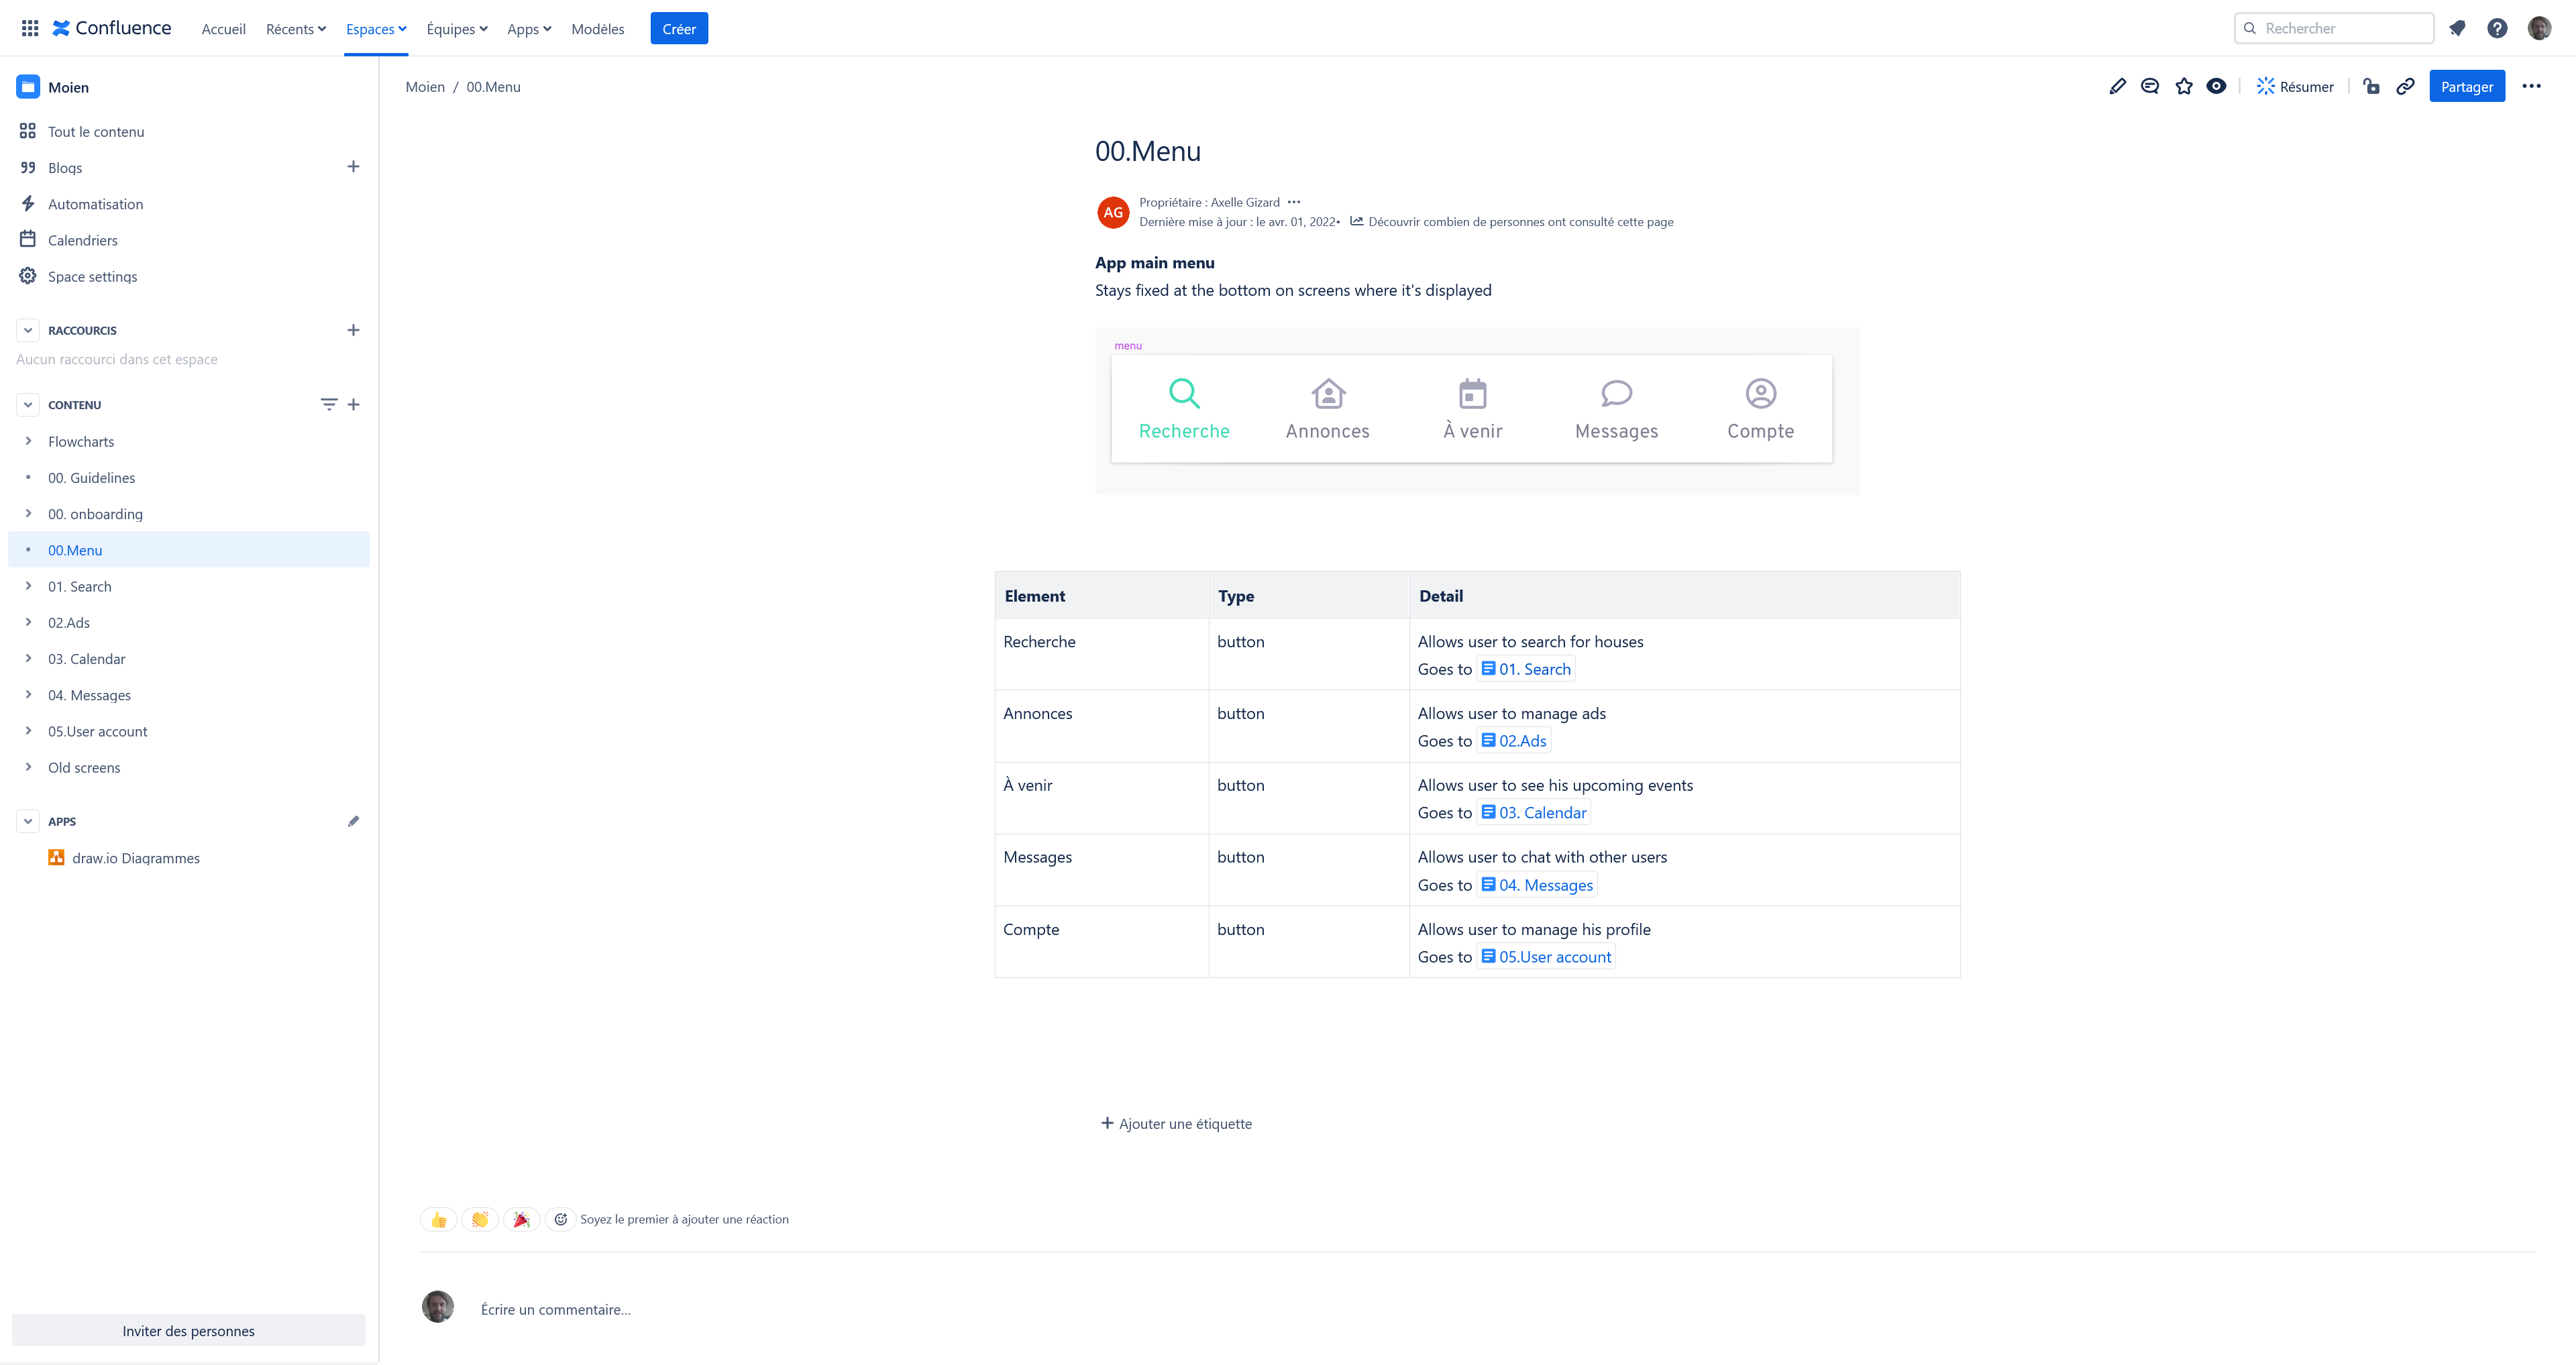 Confluence
Accueil
Récents
Espaces
Équipes
Apps
Modèles
Créer
Rechercher
Moien
Tout le contenu
Blogs
Automatisation
Calendriers
Space settings
RACCOURCIS
Aucun raccourci dans cet espace
CONTENU
Flowcharts
00. Guidelines
00. onboarding
00.Menu
01. Search
02.Ads
03. Calendar
04. Messages
05.User account
Old screens
APPS
draw.io Diagrammes
Inviter des personnes
Moien / 00.Menu
Résumer
Partager
00.Menu
AG
Propriétaire : Axelle Gizard
Dernière mise à jour : le avr. 01, 2022• Découvrir combien de personnes ont consulté cette page
App main menu
Stays fixed at the bottom on screens where it's displayed
menu
Recherche
Annonces
À venir
Messages
Compte
Element Type Detail
Recherche button Allows user to search for houses
Goes to 01. Search
Annonces button Allows user to manage ads
Goes to 02.Ads
À venir button Allows user to see his upcoming events
Goes to 03. Calendar
Messages button Allows user to chat with other users
Goes to 04. Messages
Compte button Allows user to manage his profile
Goes to 05.User account
Ajouter une étiquette
Soyez le premier à ajouter une réaction
Écrire un commentaire...